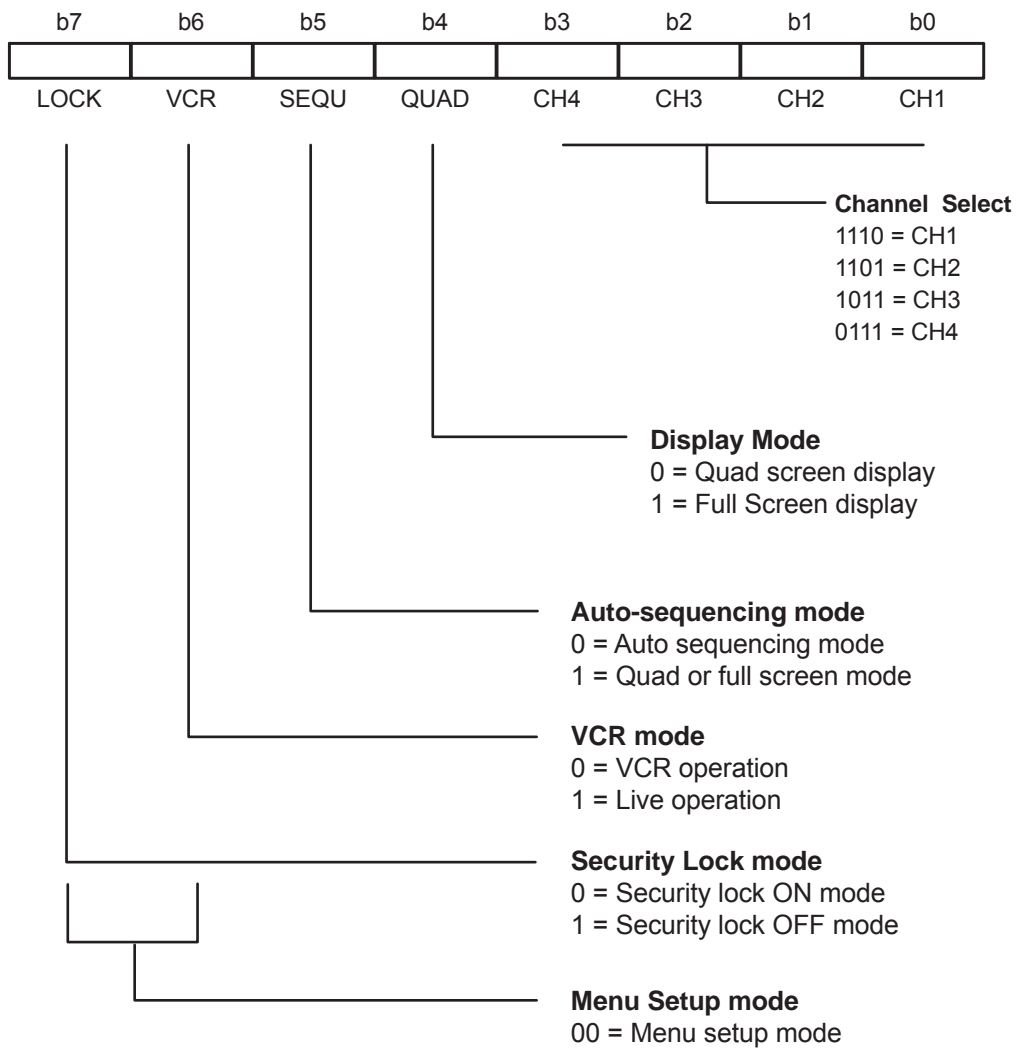 b7 b6 b5 b4 b3 b2 b1 b0
LOCK VCR SEQU QUAD CH4 CH3 CH2 CH1
Channel Select
1110 = CH1
1101 = CH2
1011 = CH3
0111 = CH4
Display Mode
0 = Quad screen display
1 = Full Screen display
Auto-sequencing mode
0 = Auto sequencing mode
1 = Quad or full screen mode
VCR mode
0 = VCR operation
1 = Live operation
Security Lock mode
0 = Security lock ON mode
1 = Security lock OFF mode
Menu Setup mode
00 = Menu setup mode